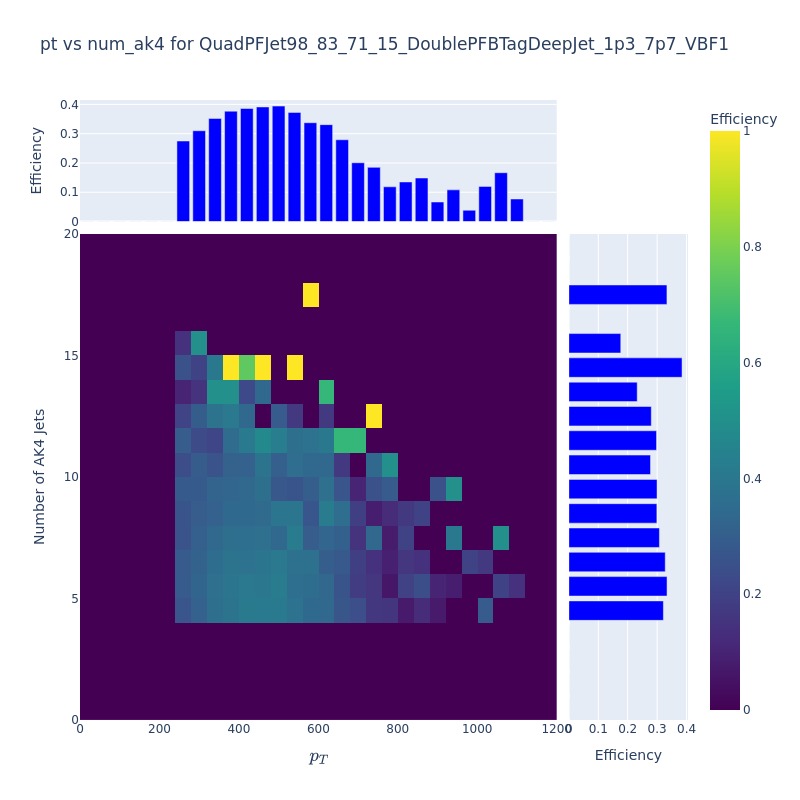 pt vs num_ak4 for QuadPFJet98_83_71_15_DoublePFBTagDeepJet_1p3_7p7_VBF1
Efficiency
0.4
0.3
0.2
0.1
0
Number of AK4 Jets
20
15
10
5
0
0 200 400 600 800 1000 1200
pT
0 0.1 0.2 0.3 0.4
Efficiency
Efficiency
1
0.8
0.6
0.4
0.2
0